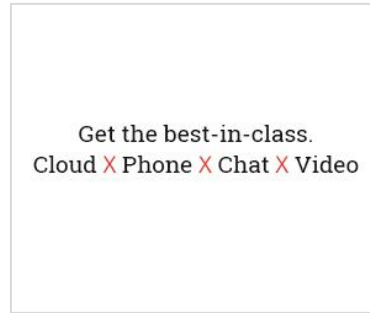 Get the best-in-class.
Cloud X Phone X Chat X Video